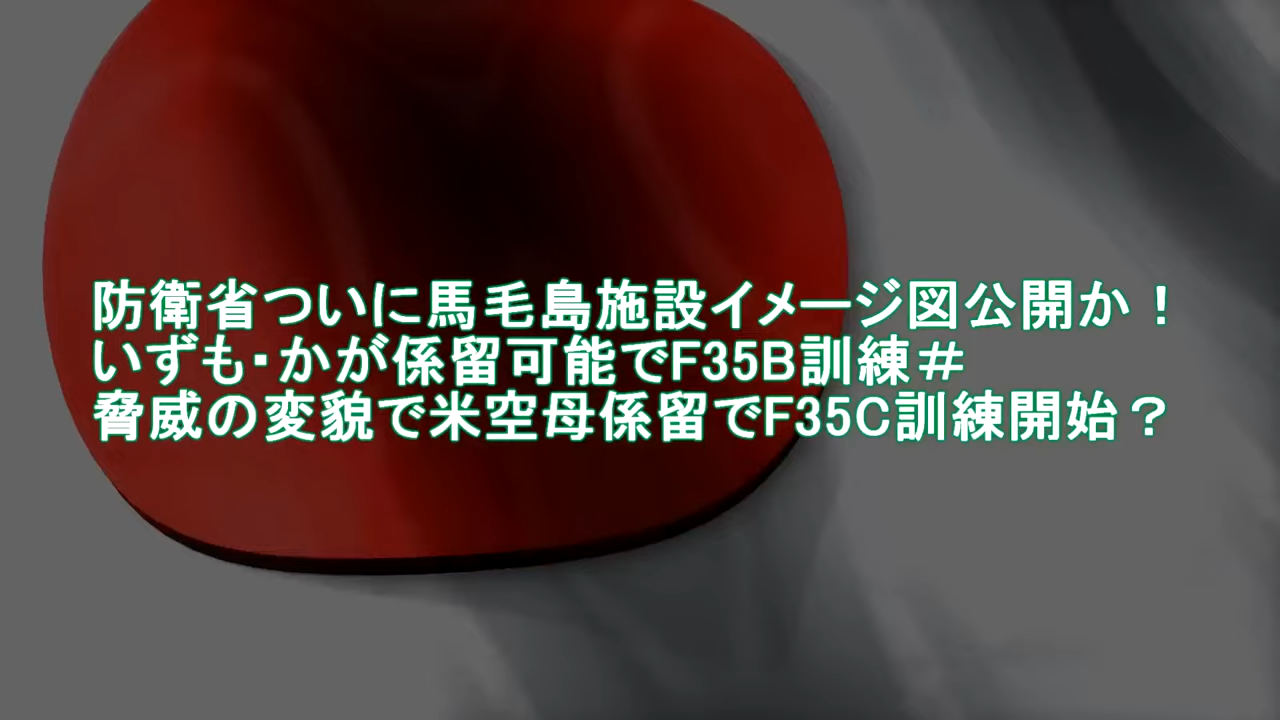 防衛省ついに馬毛島施設イメージ図公開か！
いずも・かが係留可能でF35B訓練＃
脅威の変貌で米空母係留でF35C訓練開始？